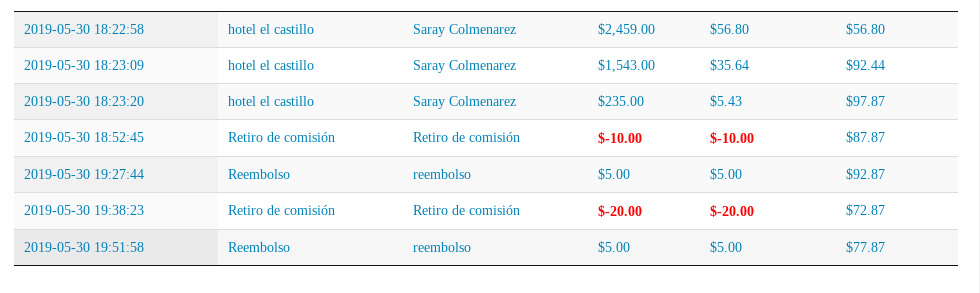 2019-05-30 18:22:58 hotel el castillo Saray Colmenarez $2,459.00 $56.80 $56.80
2019-05-30 18:23:09 hotel el castillo Saray Colmenarez $1,543.00 $35.64 $92.44
2019-05-30 18:23:20 hotel el castillo Saray Colmenarez $235.00 $5.43 $97.87
2019-05-30 18:52:45 Retiro de comisión Retiro de comisión $-10.00 $-10.00 $87.87
2019-05-30 19:27:44 Reembolso reembolso $5.00 $5.00 $92.87
2019-05-30 19:38:23 Retiro de comisión Retiro de comisión $-20.00 $-20.00 $72.87
2019-05-30 19:51:58 Reembolso reembolso $5.00 $5.00 $77.87